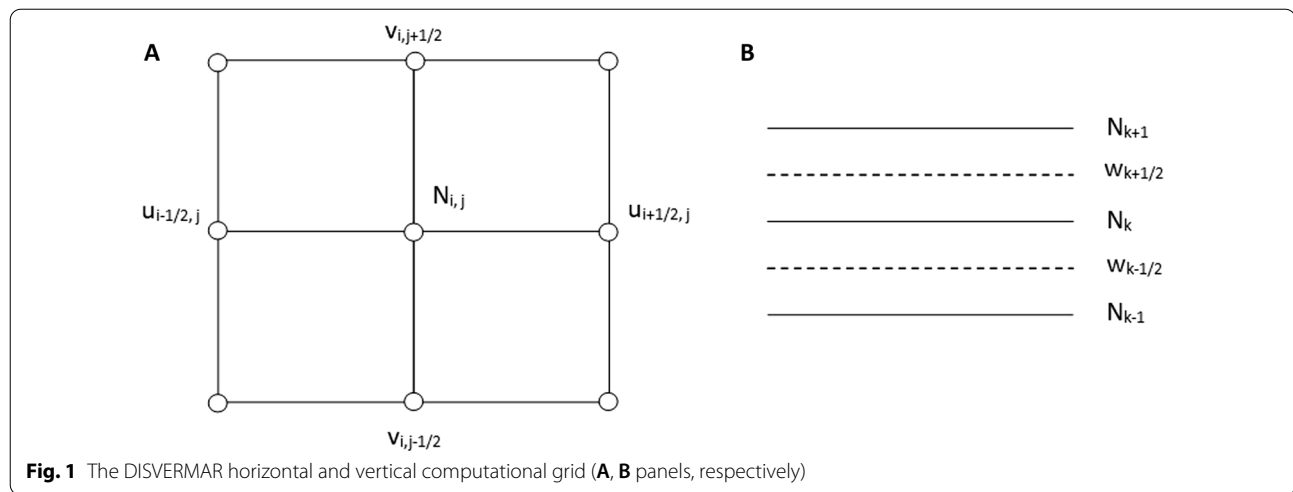 A
v_{i,j+1/2}
u_{i-1/2, j}
N_{i, j}
u_{i+1/2, j}
v_{i,j-1/2}
B
N_{k+1}
w_{k+1/2}
N_k
w_{k-1/2}
N_{k-1}
Fig. 1 The DISVERMAR horizontal and vertical computational grid (A, B panels, respectively)